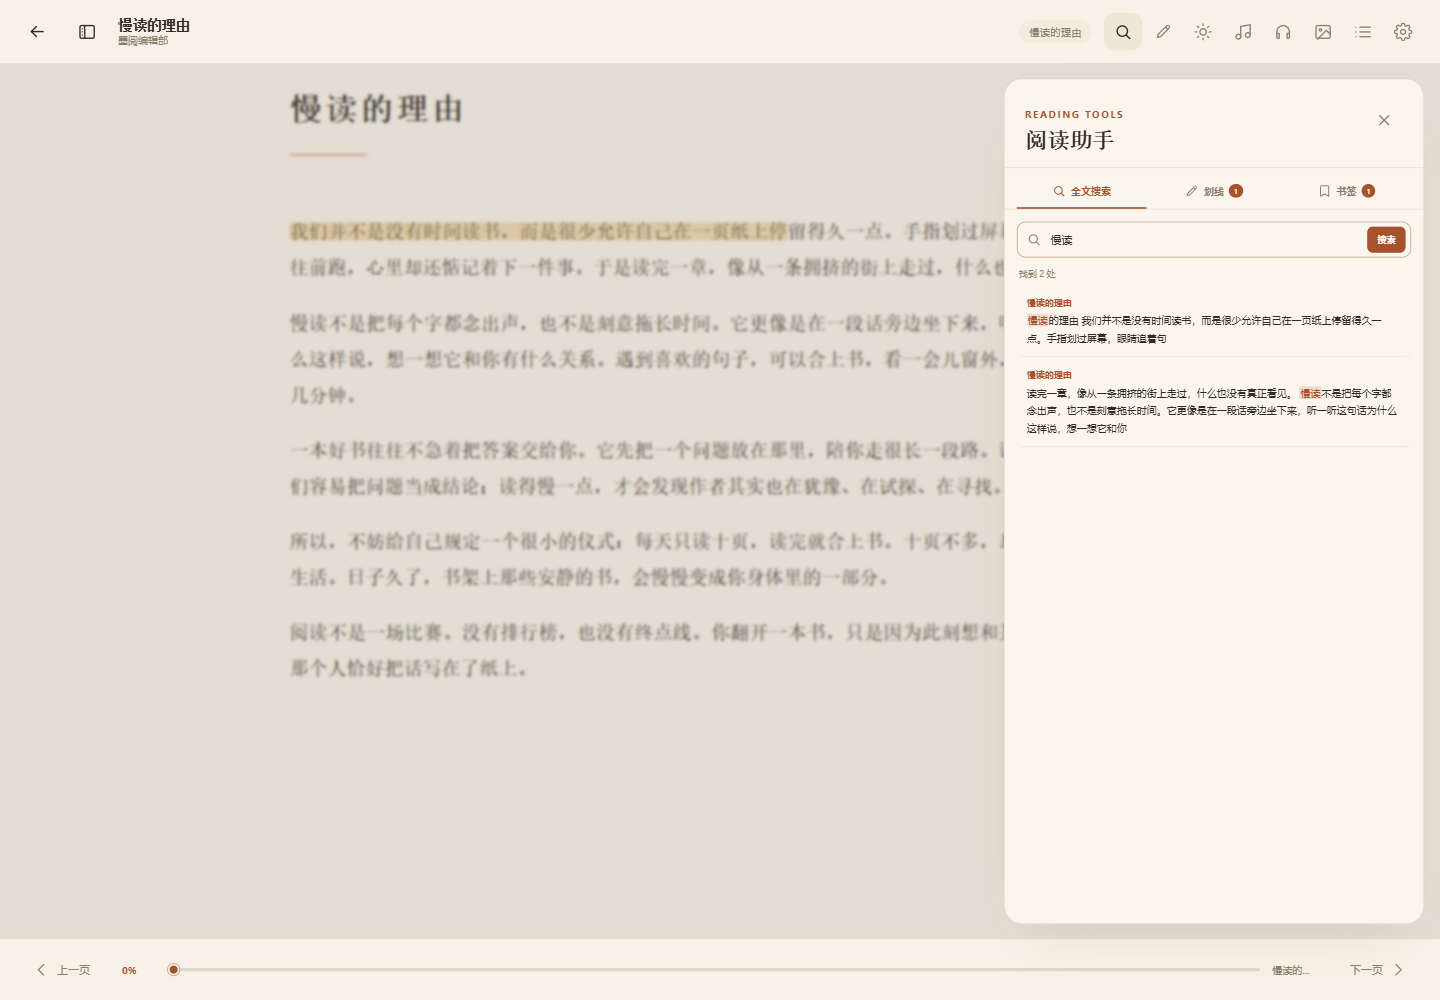 慢读的理由
墨阅编辑部
慢读的理由
慢读的理由
我们并不是没有时间读书，而是很少允许自己在一页纸上停留得久一点。手指划过屏
往前跑，心里却还惦记着下一件事。于是读完一章，像从一条拥挤的街上走过，什么也
慢读不是把每个字都念出声，也不是刻意拖长时间。它更像是在一段话旁边坐下来，
么这样说，想一想它和你有什么关系。遇到喜欢的句子，可以合上书，看一会儿窗外，
几分钟。
一本好书往往不急着把答案交给你。它先把一个问题放在那里，陪你走很长一段路。
们容易把问题当成结论；读得慢一点，才会发现作者其实也在犹豫、在试探、在寻找。
所以，不妨给自己规定一个很小的仪式：每天只读十页，读完就合上书。十页不多，
生活。日子久了，书架上那些安静的书，会慢慢变成你身体里的一部分。
阅读不是一场比赛。没有排行榜，也没有终点线。你翻开一本书，只是因为此刻想和
那个人恰好把话写在了纸上。
READING TOOLS
阅读助手
全文搜索
划线 1
书签 1
慢读
搜索
找到 2 处
慢读的理由
慢读的理由 我们并不是没有时间读书，而是很少允许自己在一页纸上停留得久一
点。手指划过屏幕，眼睛追着句
慢读的理由
读完一章，像从一条拥挤的街上走过，什么也没有真正看见。 慢读不是把每个字都
念出声，也不是刻意拖长时间。它更像是在一段话旁边坐下来，听一听这句话为什么
这样说，想一想它和你
上一页
0%
慢读的...
下一页